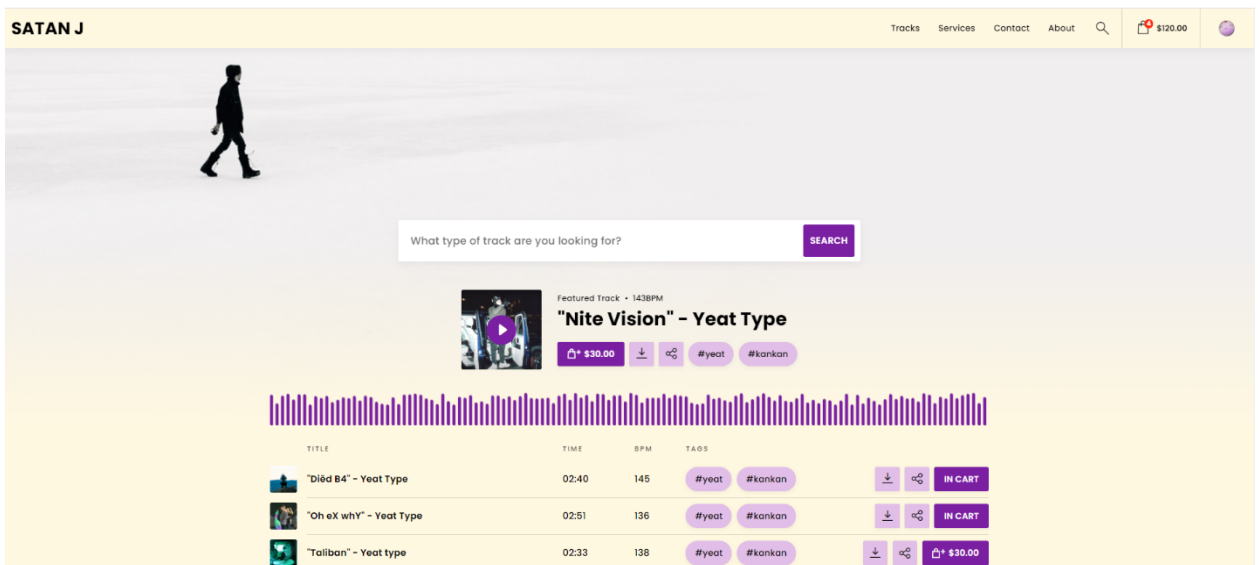 SATAN J
Tracks Services Contact About 4 $120.00
What type of track are you looking for? SEARCH
Featured Track • 143BPM
"Nite Vision" - Yeat Type
+ $30.00 #yeat #kankan
TITLE TIME BPM TAGS
"Diëd B4" - Yeat Type 02:40 145 #yeat #kankan IN CART
"Oh eX whY" - Yeat Type 02:51 136 #yeat #kankan IN CART
"Taliban" - Yeat type 02:33 138 #yeat #kankan + $30.00